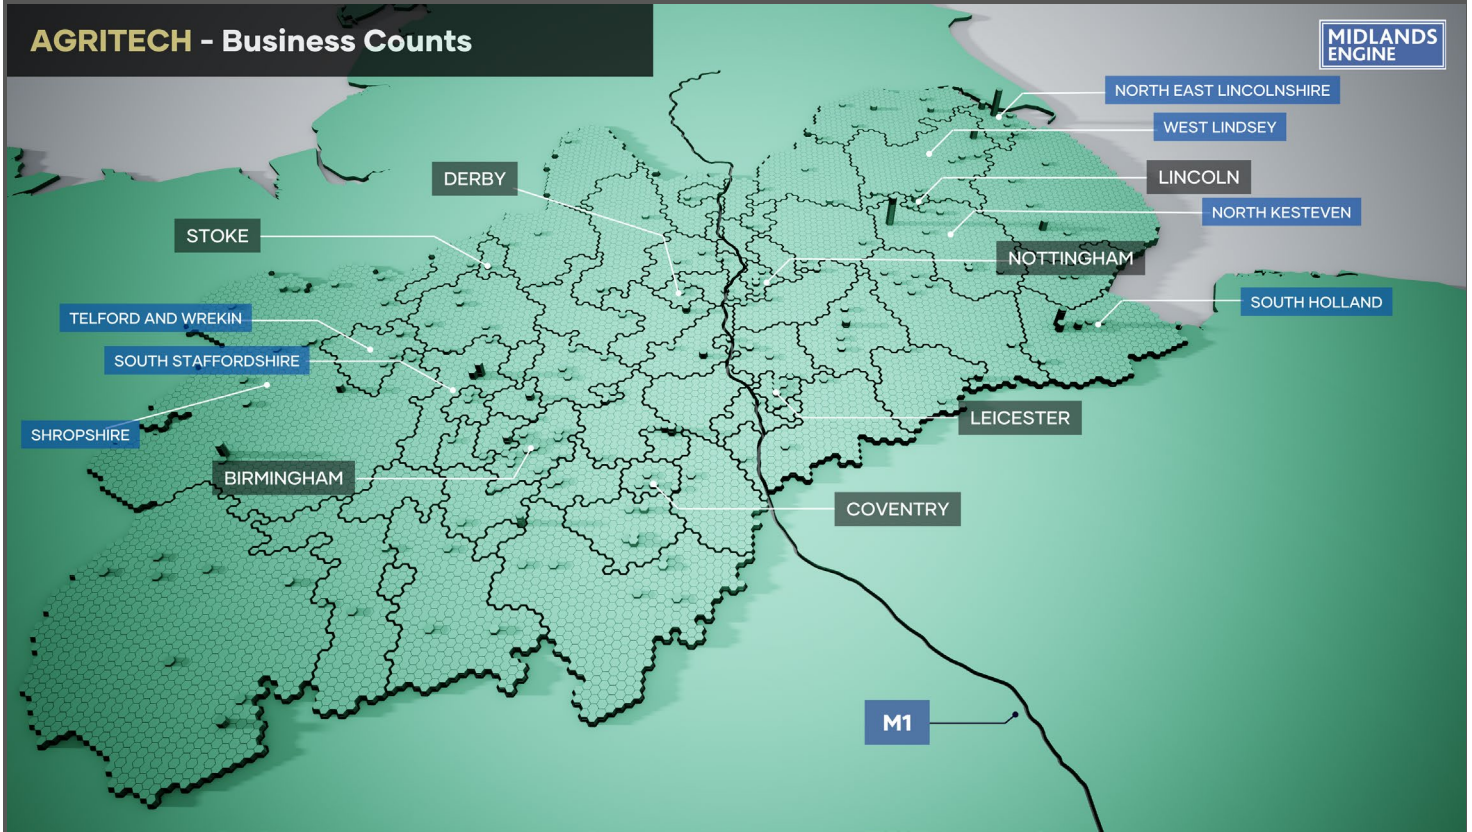 AGRITECH - Business Counts
MIDLANDS
ENGINE
NORTH EAST LINCOLNSHIRE
WEST LINDSEY
DERBY
LINCOLN
NORTH KESTEVEN
STOKE
NOTTINGHAM
SOUTH HOLLAND
TELFORD AND WREKIN
SOUTH STAFFORDSHIRE
LEICESTER
SHROPSHIRE
BIRMINGHAM
COVENTRY
M1